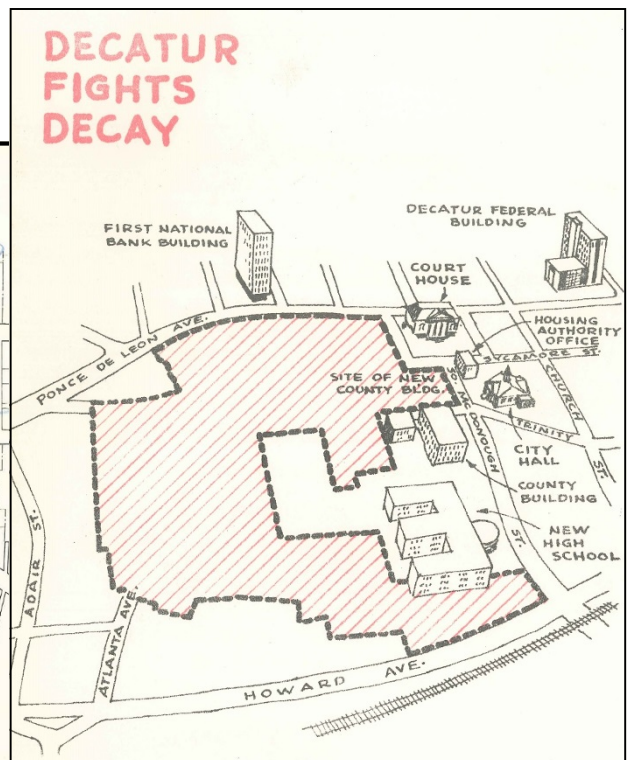 DECATUR
FIGHTS
DECAY
FIRST NATIONAL
BANK BUILDING
DECATUR FEDERAL
BUILDING
COURT
HOUSE
HOUSING
AUTHORITY
OFFICE
PONCE DE LEON AVE.
SYCAMORE ST.
SITE OF NEW
COUNTY BLDG.
SO. MCDONOUGH ST.
CHURCH ST.
TRINITY
CITY
HALL
COUNTY
BUILDING
NEW
HIGH
SCHOOL
ADAIR ST.
ATLANTA AVE.
HOWARD AVE.